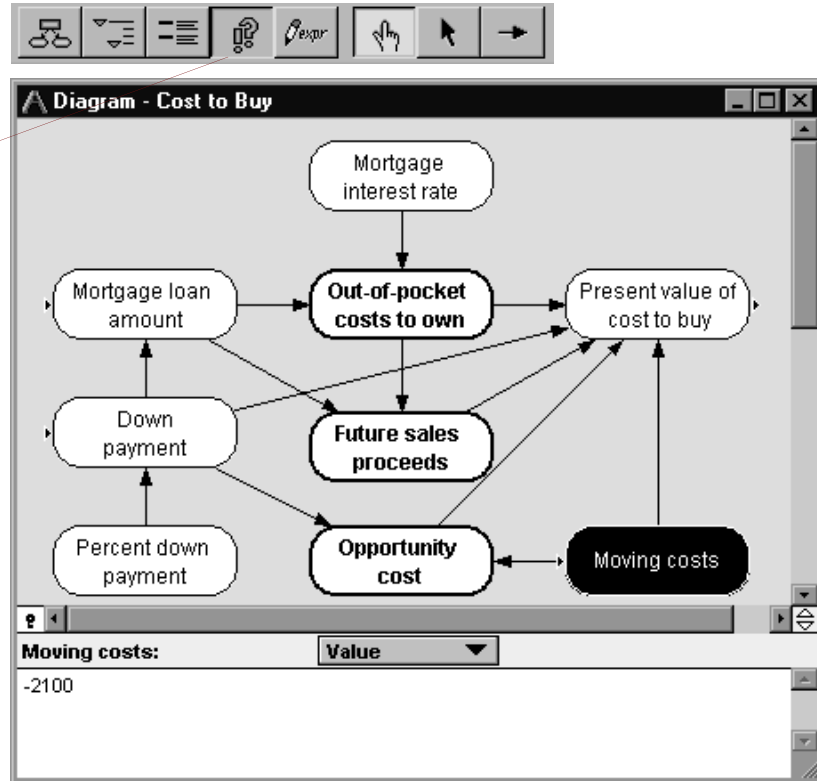 expr
Diagram - Cost to Buy
Mortgage
interest rate
Mortgage loan
amount
Out-of-pocket
costs to own
Present value of
cost to buy
Down
payment
Future sales
proceeds
Percent down
payment
Opportunity
cost
Moving costs
?
Moving costs:
Value
-2100